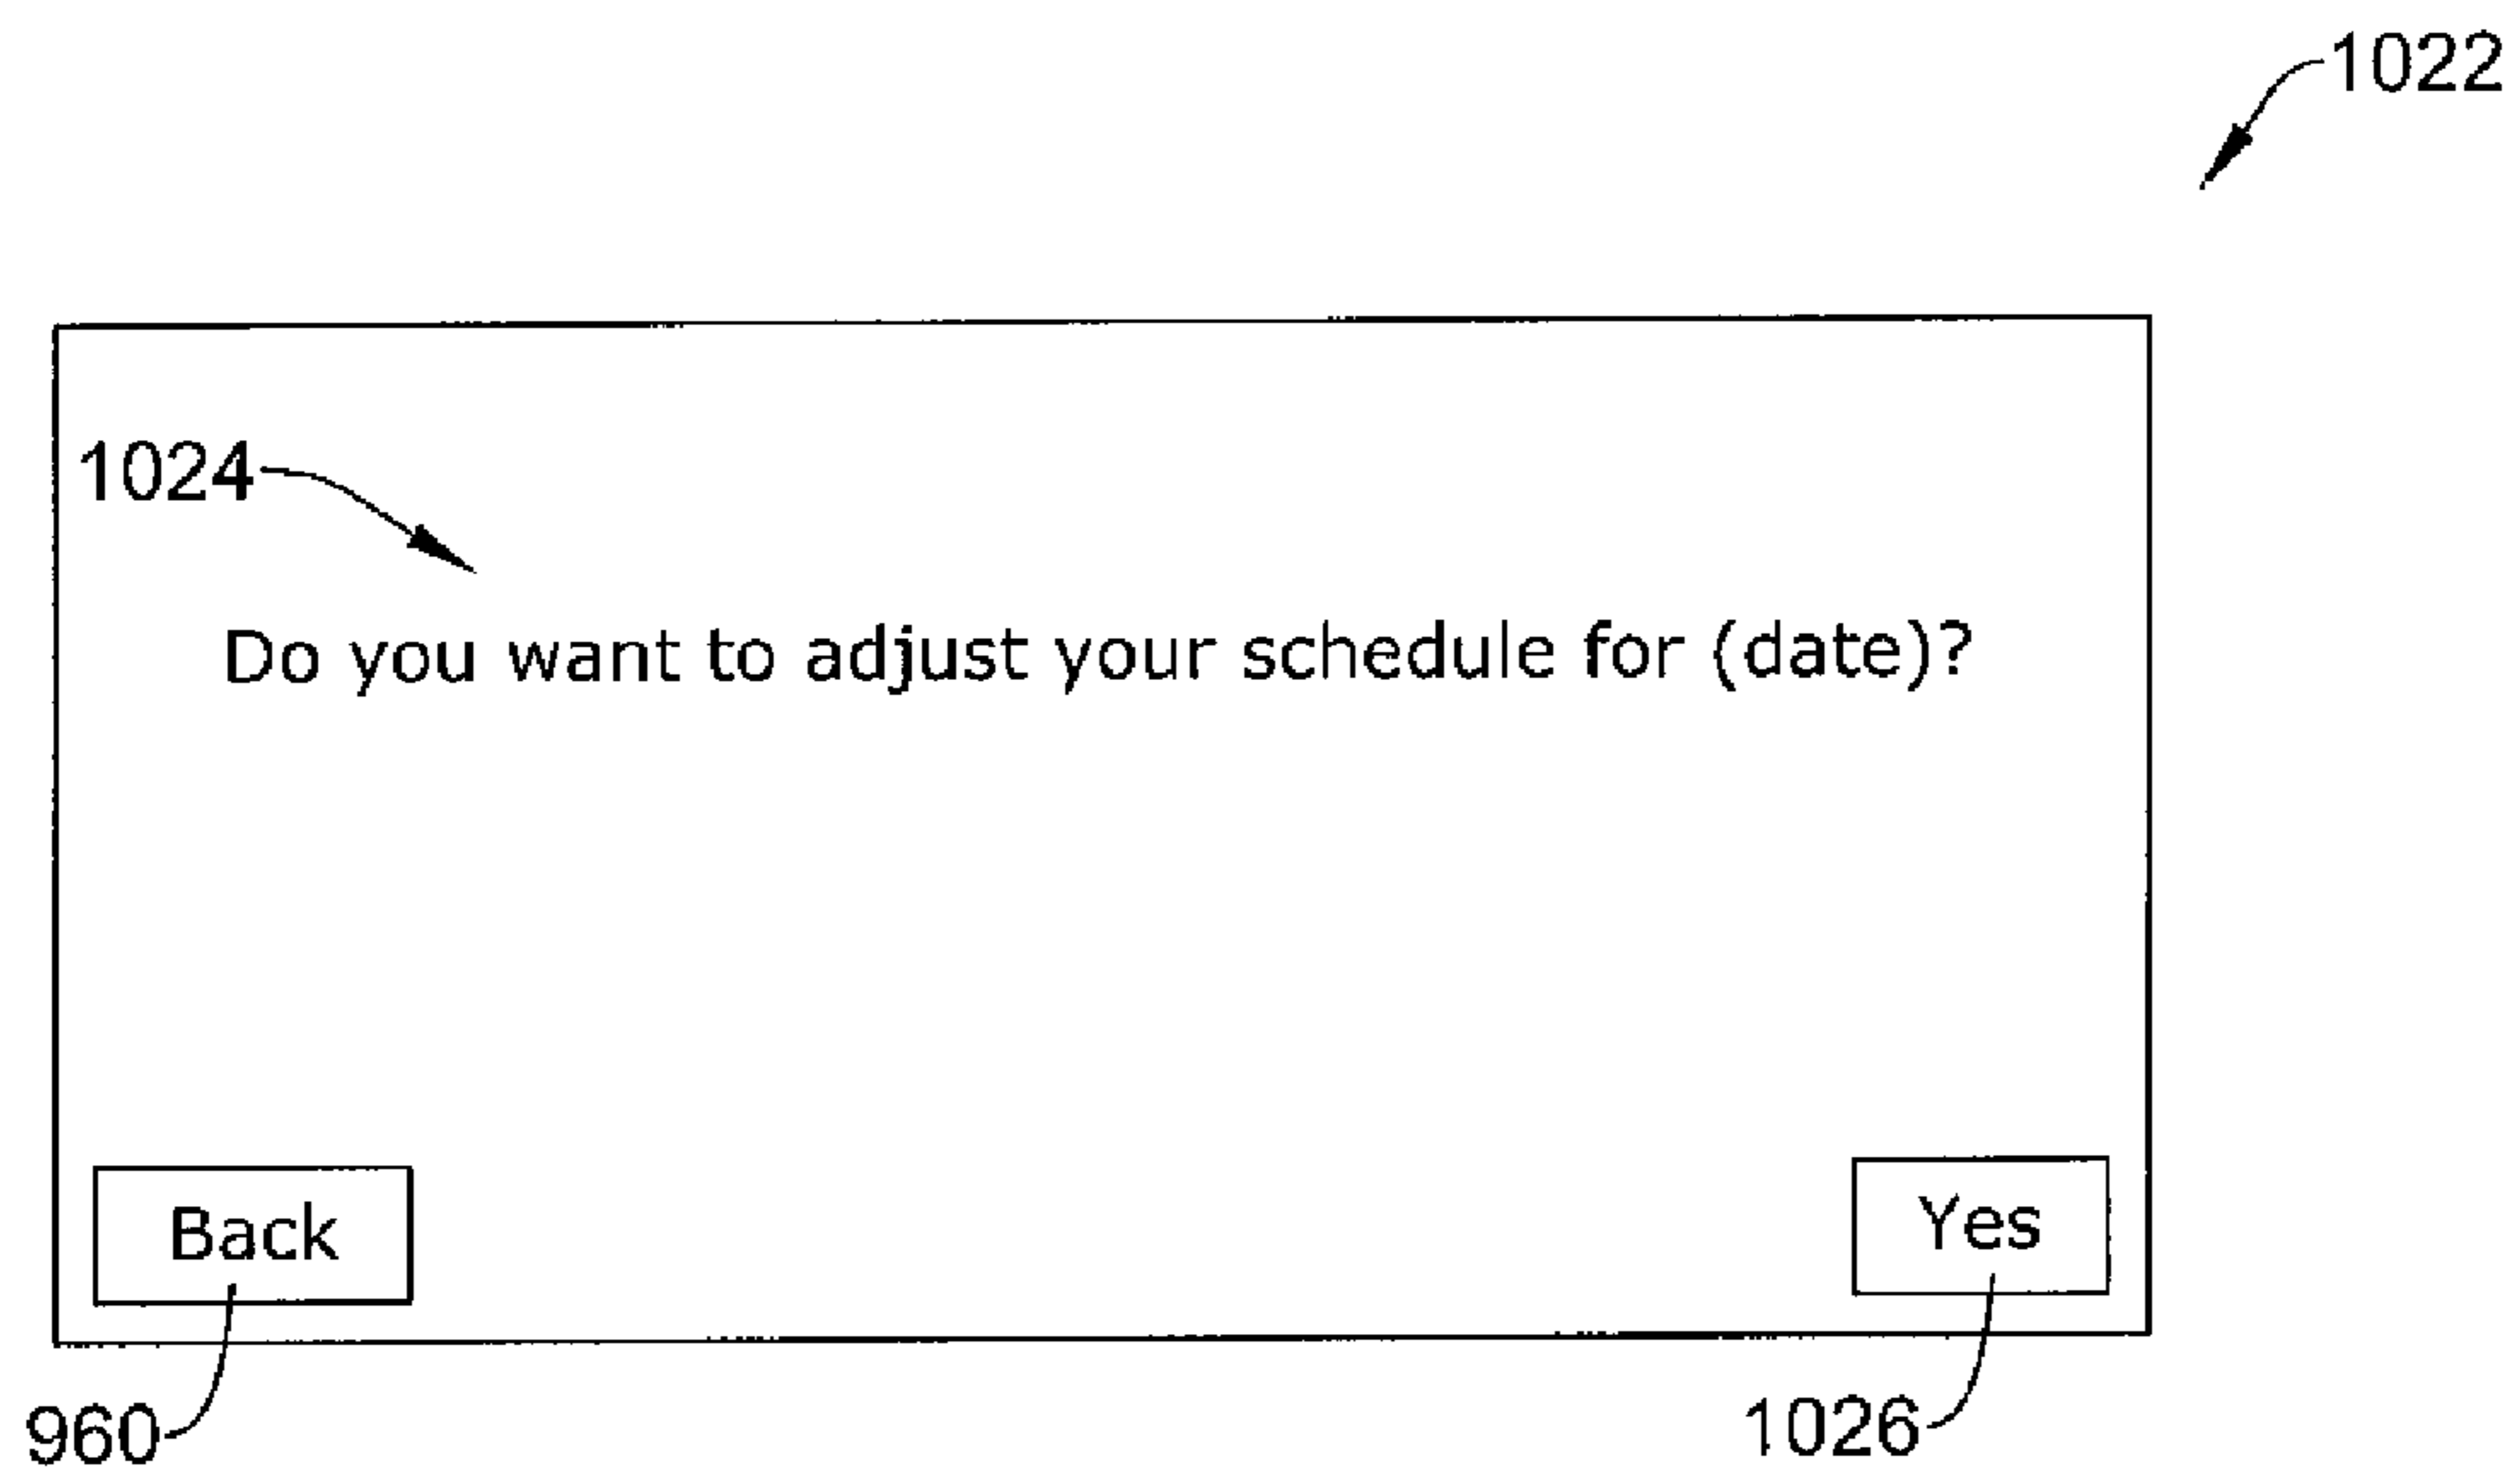 1022
1024
Do you want to adjust your schedule for (date)?
Back
Yes
960
1026